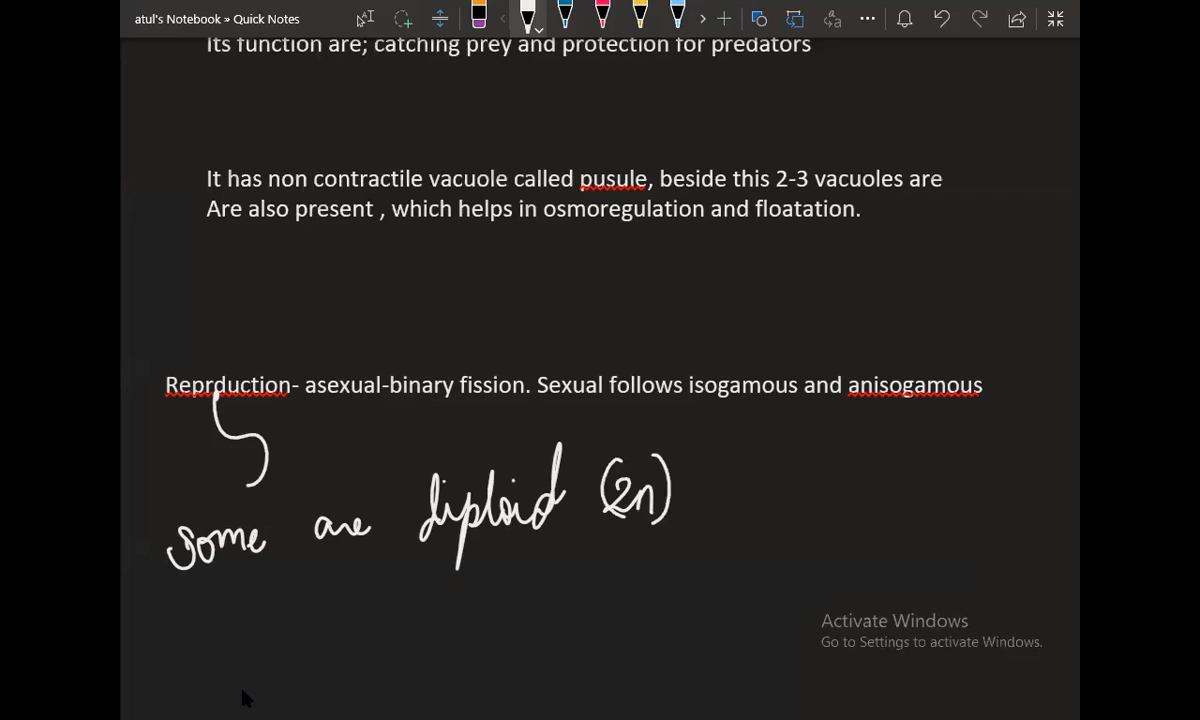 atul's Notebook » Quick Notes
Its function are; catching prey and protection for predators
It has non contractile vacuole called pusule, beside this 2-3 vacuoles are
Are also present , which helps in osmoregulation and floatation.
Reprduction- asexual-binary fission. Sexual follows isogamous and anisogamous
some are diploid (2n)
Activate Windows
Go to Settings to activate Windows.